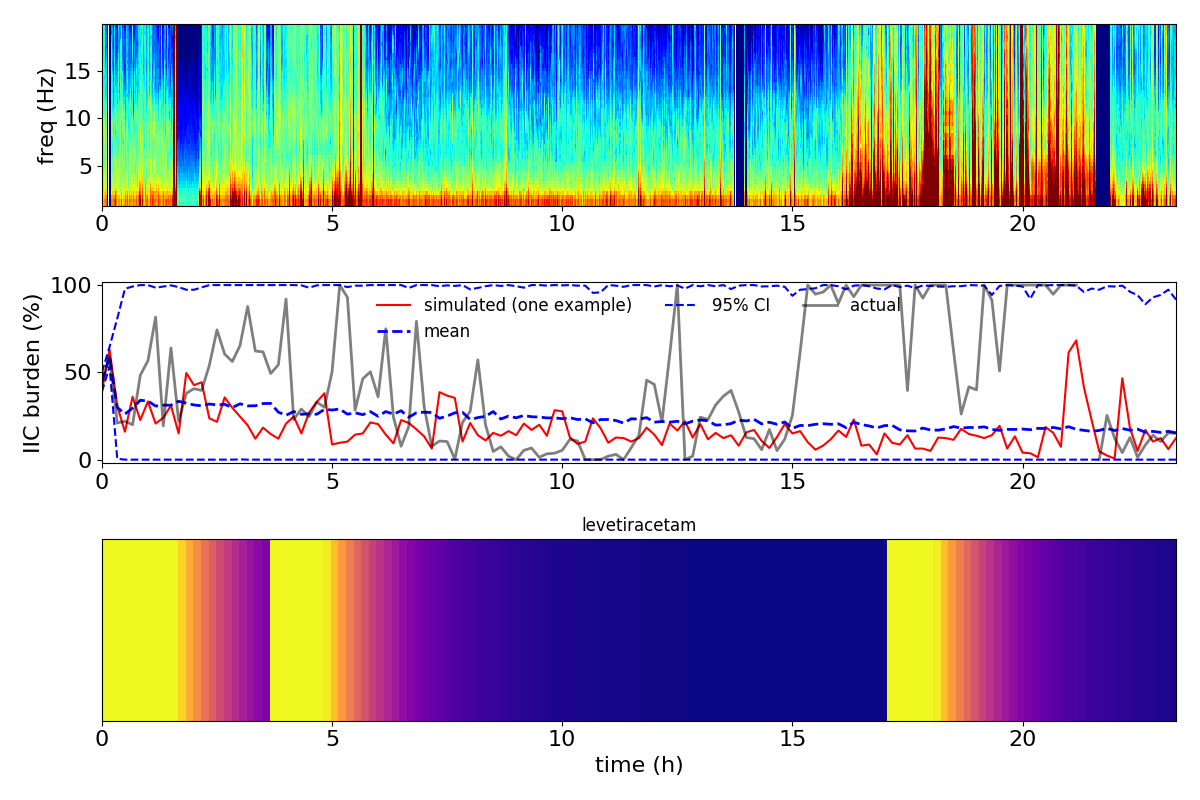 freq (Hz)
15
10
5
0 5 10 15 20
IIC burden (%)
100
50
0
simulated (one example) 95% CI actual
mean
0 5 10 15 20
levetiracetam
0 5 10 15 20
time (h)